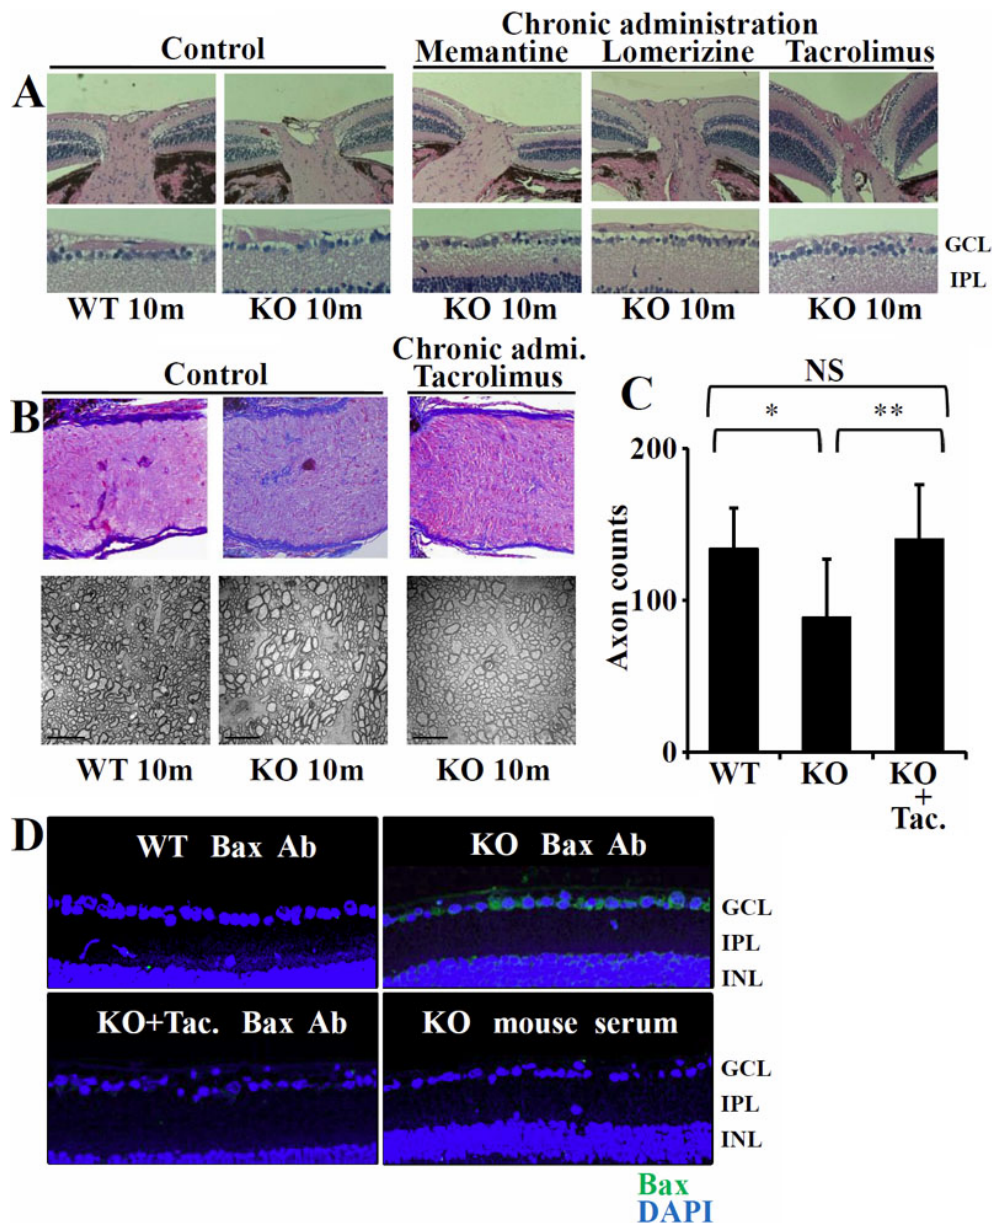 Chronic administration
Control
Memantine Lomerizine Tacrolimus
A
GCL
IPL
WT 10m KO 10m KO 10m KO 10m KO 10m
Control
Chronic admi.
Tacrolimus
B
WT 10m KO 10m KO 10m
C
NS
* **
200
100
0
Axon counts
WT KO KO
+
Tac.
D
WT Bax Ab
KO Bax Ab
GCL
IPL
INL
KO+Tac. Bax Ab
KO mouse serum
GCL
IPL
INL
Bax
DAPI